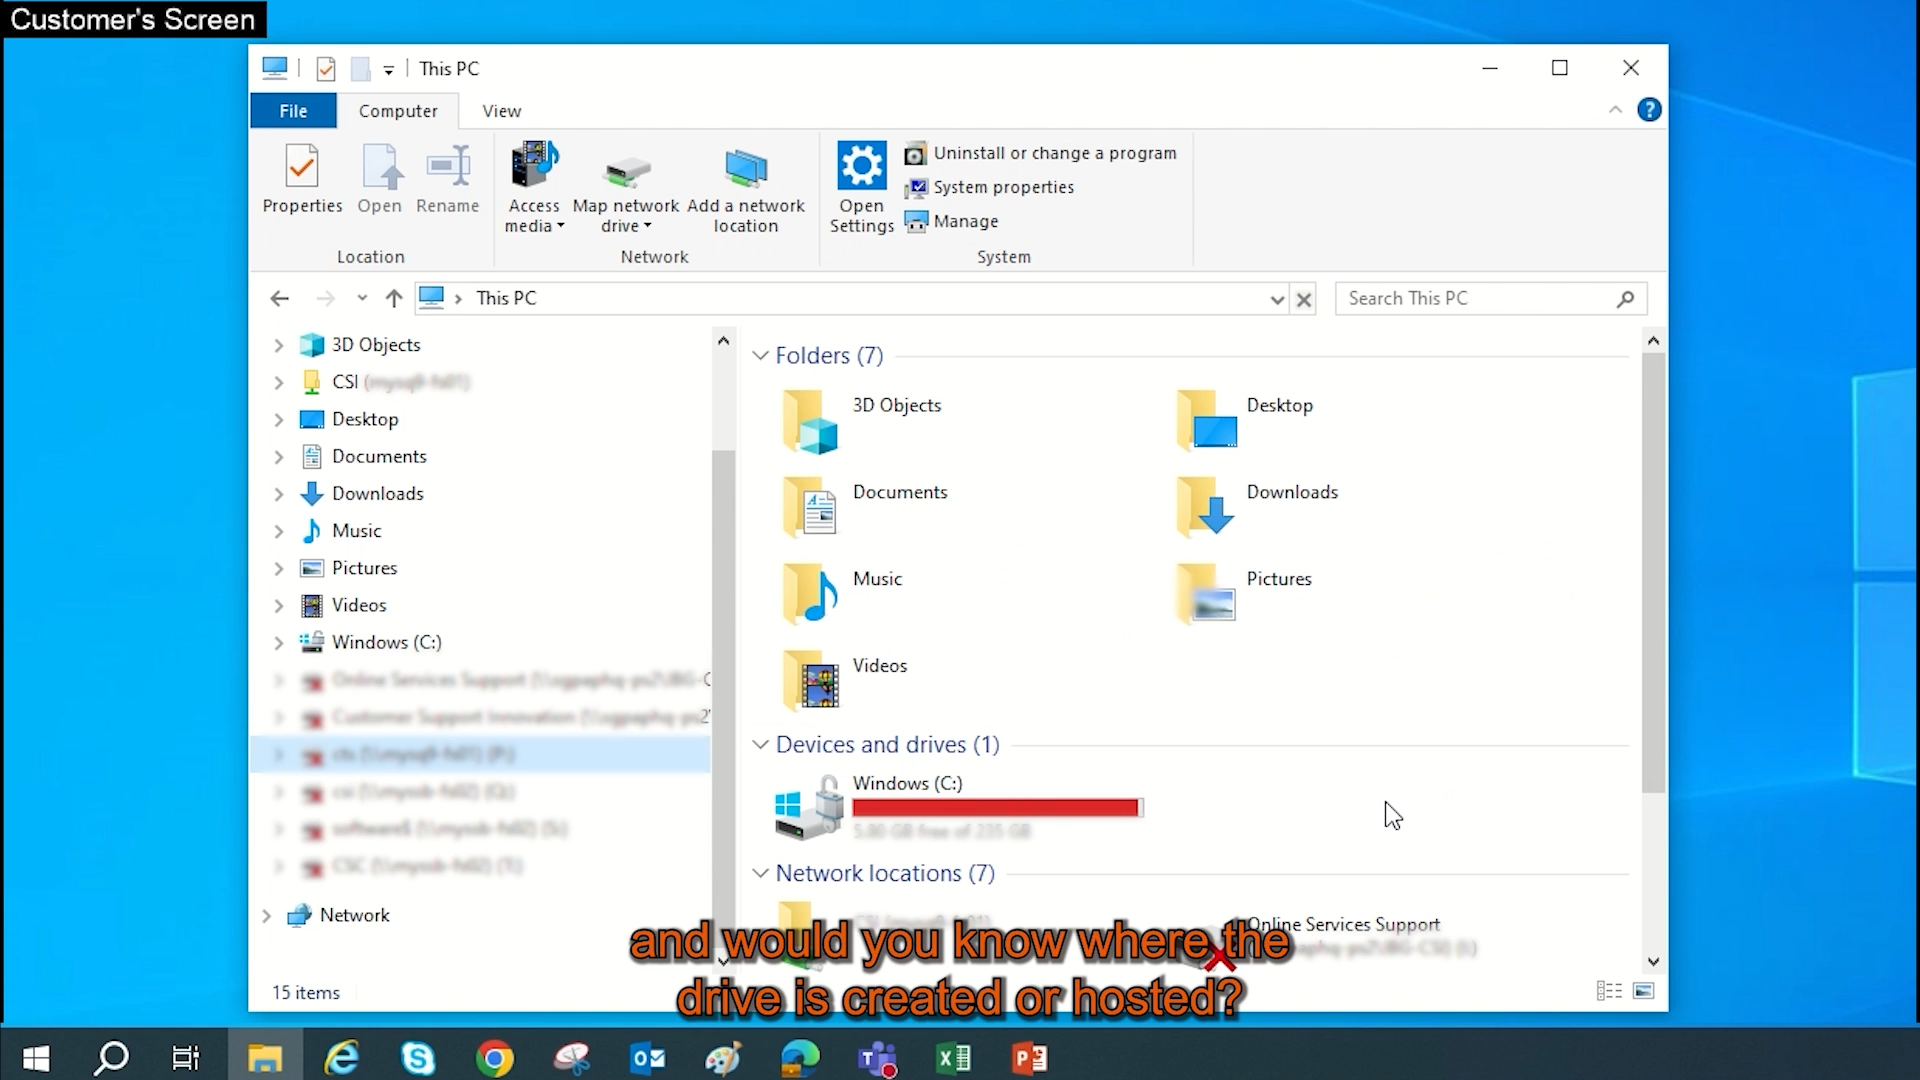 Customer's Screen
This PC
File
Computer
View
Properties
Open
Rename
Access media
Map network drive
Add a network location
Open Settings
Uninstall or change a program
System properties
Manage
Location
Network
System
This PC
Search This PC
3D Objects
CSI
Desktop
Documents
Downloads
Music
Pictures
Videos
Windows (C:)
Network
Folders (7)
3D Objects
Desktop
Documents
Downloads
Music
Pictures
Videos
Devices and drives (1)
Windows (C:)
Network locations (7)
Online Services Support
15 items
and would you know where the
drive is created or hosted?